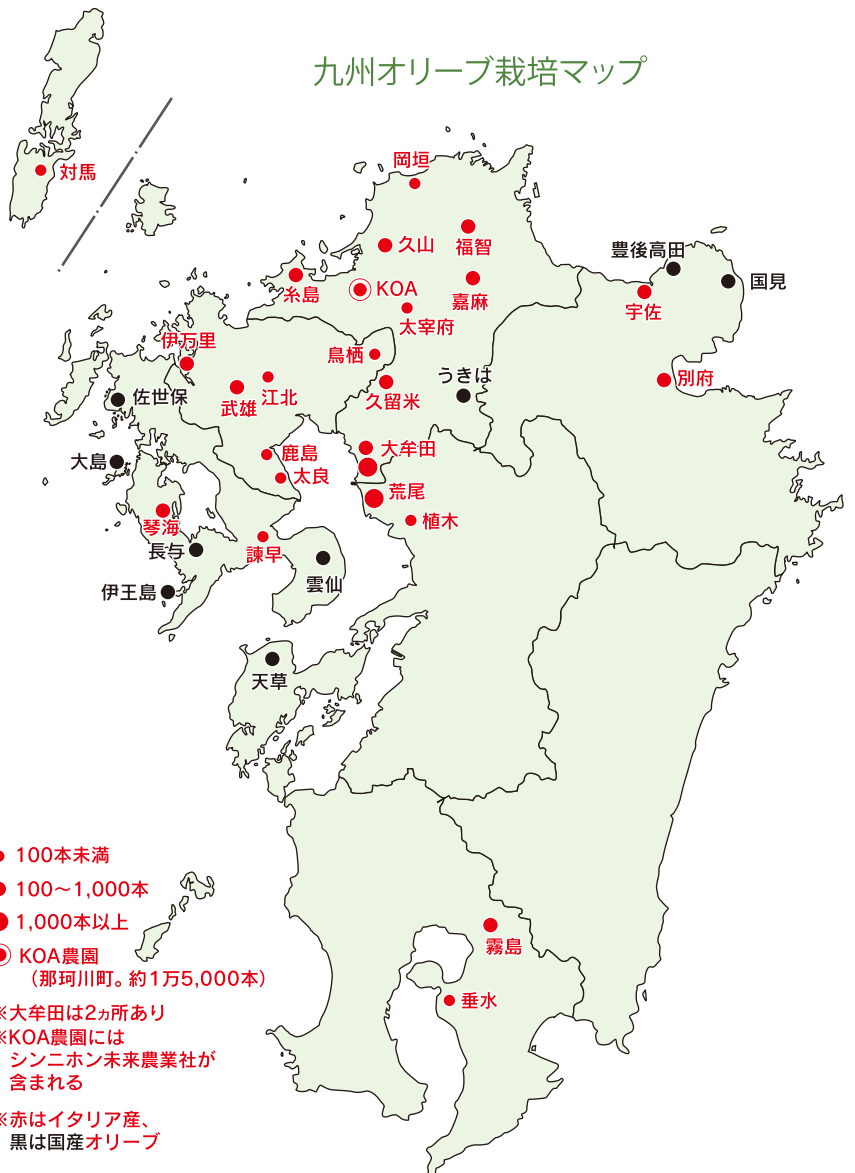 九州オリーブ栽培マップ
対馬
岡垣
久山
福智
豊後高田
国見
糸島
KOA
嘉麻
宇佐
太宰府
伊万里
鳥栖
別府
佐世保
武雄
江北
久留米
うきは
大島
鹿島
大牟田
太良
荒尾
琴海
植木
長与
諫早
伊王島
雲仙
天草
霧島
垂水
100本未満
100〜1,000本
1,000本以上
KOA農園
（那珂川町。約1万5,000本）
※大牟田は2ヵ所あり
※KOA農園には
シンニホン未来農業社が
含まれる
※赤はイタリア産、
黒は国産オリーブ